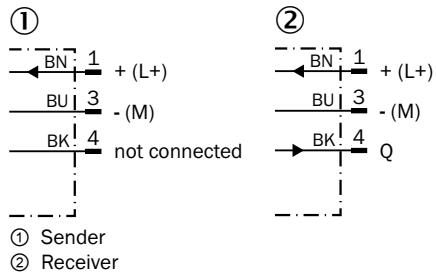 ① ②
BN 1 + (L+) BN 1 + (L+)
BU 3 - (M) BU 3 - (M)
BK 4 not connected BK 4 Q
① Sender
② Receiver